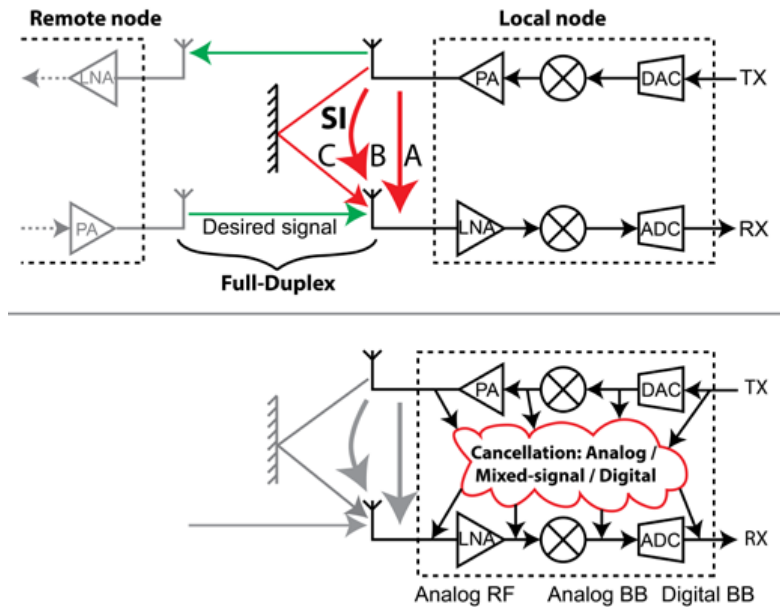 Remote node
Local node
LNA
PA
DAC
TX
SI
C
B
A
PA
Desired signal
LNA
ADC
RX
Full-Duplex
PA
DAC
TX
Cancellation: Analog /
Mixed-signal / Digital
LNA
ADC
RX
Analog RF
Analog BB
Digital BB